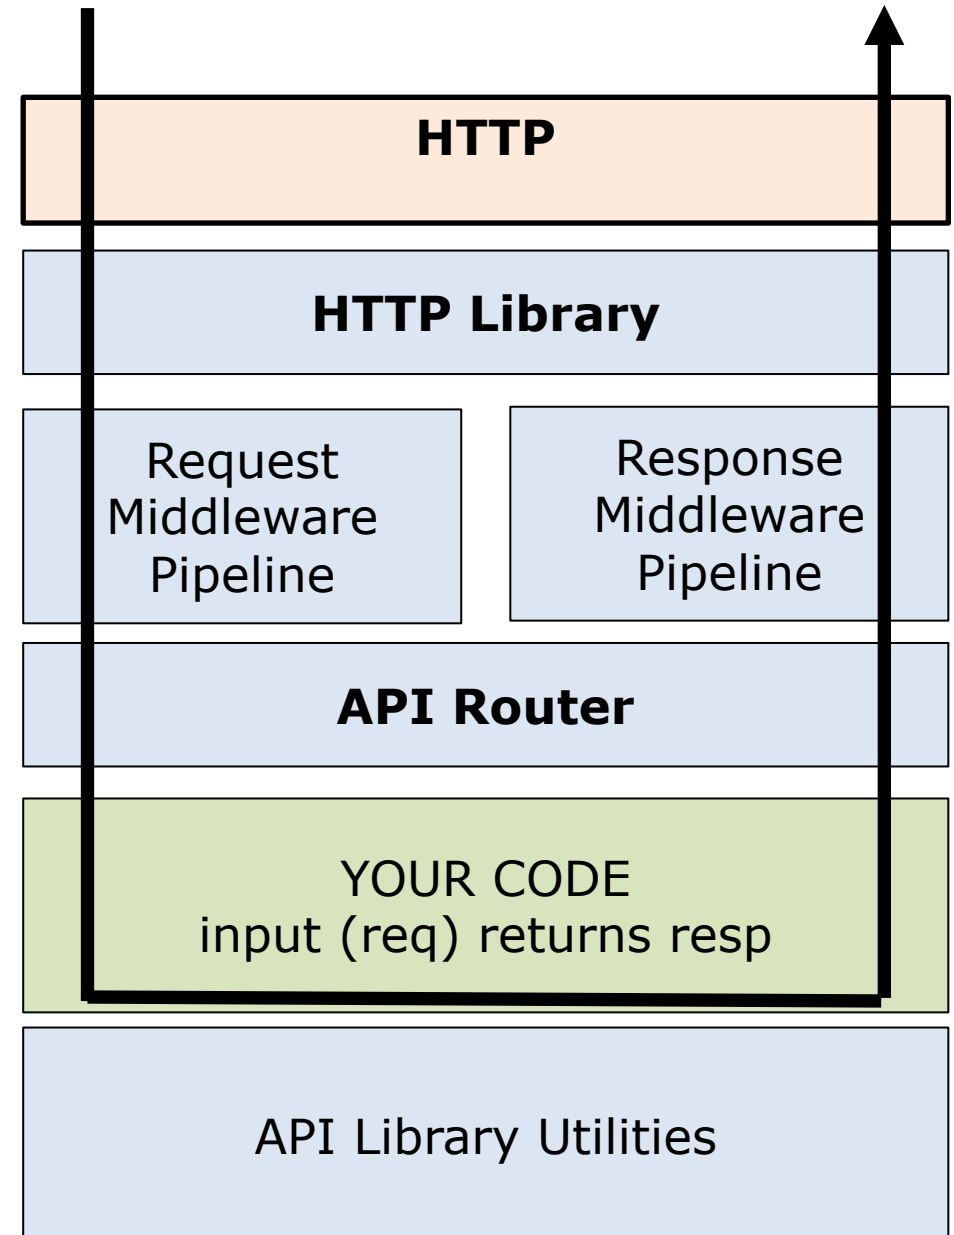 HTTP
HTTP Library
Request
Middleware
Pipeline
Response
Middleware
Pipeline
API Router
YOUR CODE
input (req) returns resp
API Library Utilities